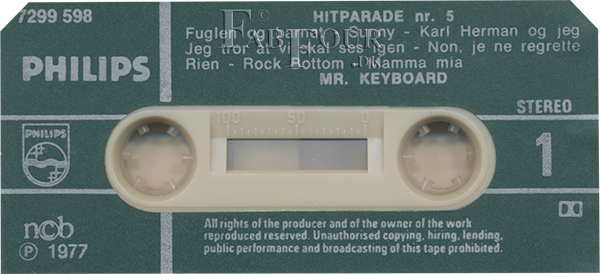 7299 598
HITPARADE nr. 5
Fuglen og barnet - Sunny - Karl Herman og jeg
Jeg tror at vi skal ses igen - Non, je ne regrette
Rien - Rock Bottom - Mamma mia
MR. KEYBOARD
FAB FOUR
.DK
PHILIPS
STEREO
100 50 0
PHILIPS
1
ncb
P 1977
All rights of the producer and of the owner of the work
reproduced reserved. Unauthorised copying, hiring, lending,
public performance and broadcasting of this tape prohibited.